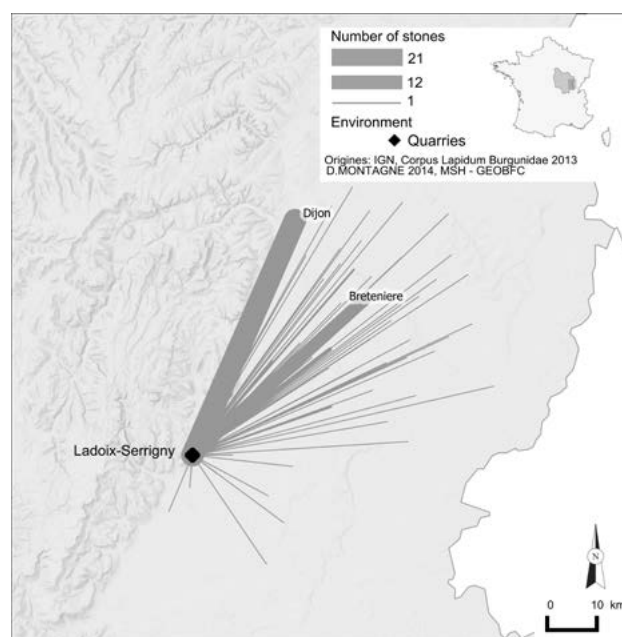 Number of stones
21
12
1
Environment
Quarries
Origines: IGN, Corpus Lapidum Burgunidae 2013
D.MONTAGNE 2014, MSH - GEOBFC
Dijon
Breteniere
Ladoix-Serrigny
N
0 10 km